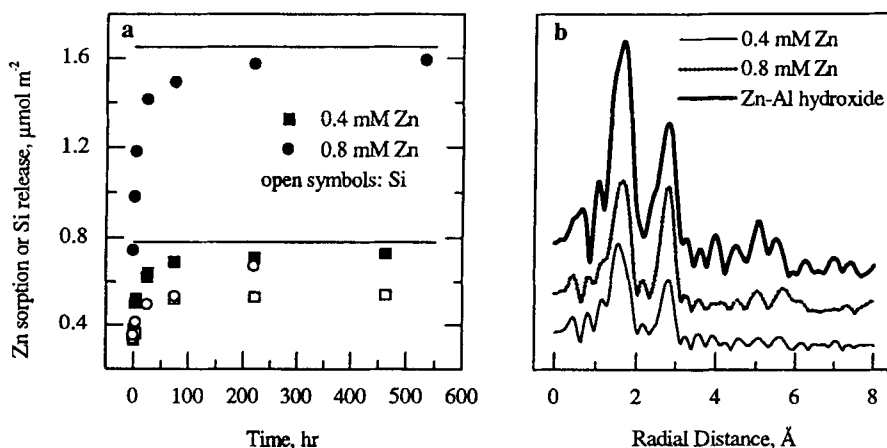 a
Zn sorption or Si release, μmol m⁻²
1.6
1.2
0.8
0.4
0.4 mM Zn
0.8 mM Zn
open symbols: Si
0 100 200 300 400 500 600
Time, hr
b
0.4 mM Zn
0.8 mM Zn
Zn-Al hydroxide
0 2 4 6 8
Radial Distance, Å